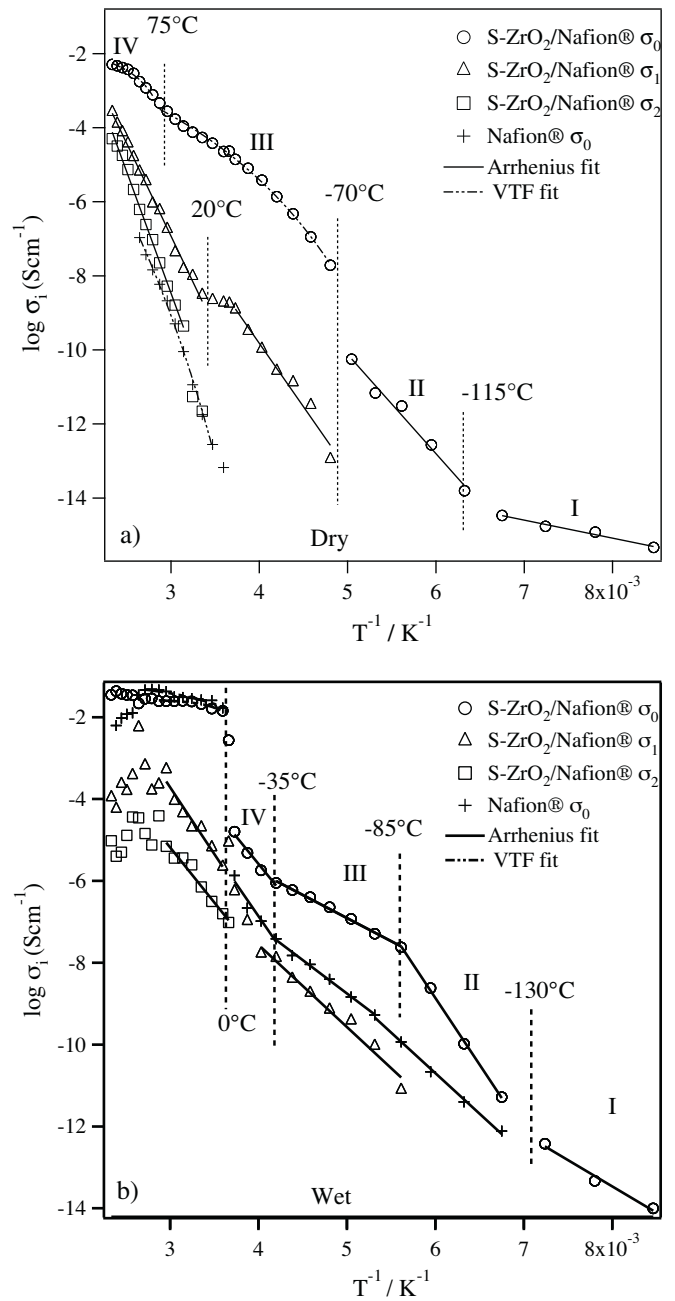 75°C
IV
S-ZrO2/Nafion® σ0
S-ZrO2/Nafion® σ1
S-ZrO2/Nafion® σ2
Nafion® σ0
Arrhenius fit
VTF fit
III
20°C
-70°C
II
-115°C
I
-2
-4
-6
-8
-10
-12
-14
log σi (Scm-1)
a)
Dry
3
4
5
6
7
8x10-3
T-1 / K-1
S-ZrO2/Nafion® σ0
S-ZrO2/Nafion® σ1
S-ZrO2/Nafion® σ2
Nafion® σ0
Arrhenius fit
VTF fit
-35°C
IV
-85°C
III
II
-130°C
0°C
I
-2
-4
-6
-8
-10
-12
-14
log σi (Scm-1)
b)
Wet
3
4
5
6
7
8x10-3
T-1 / K-1